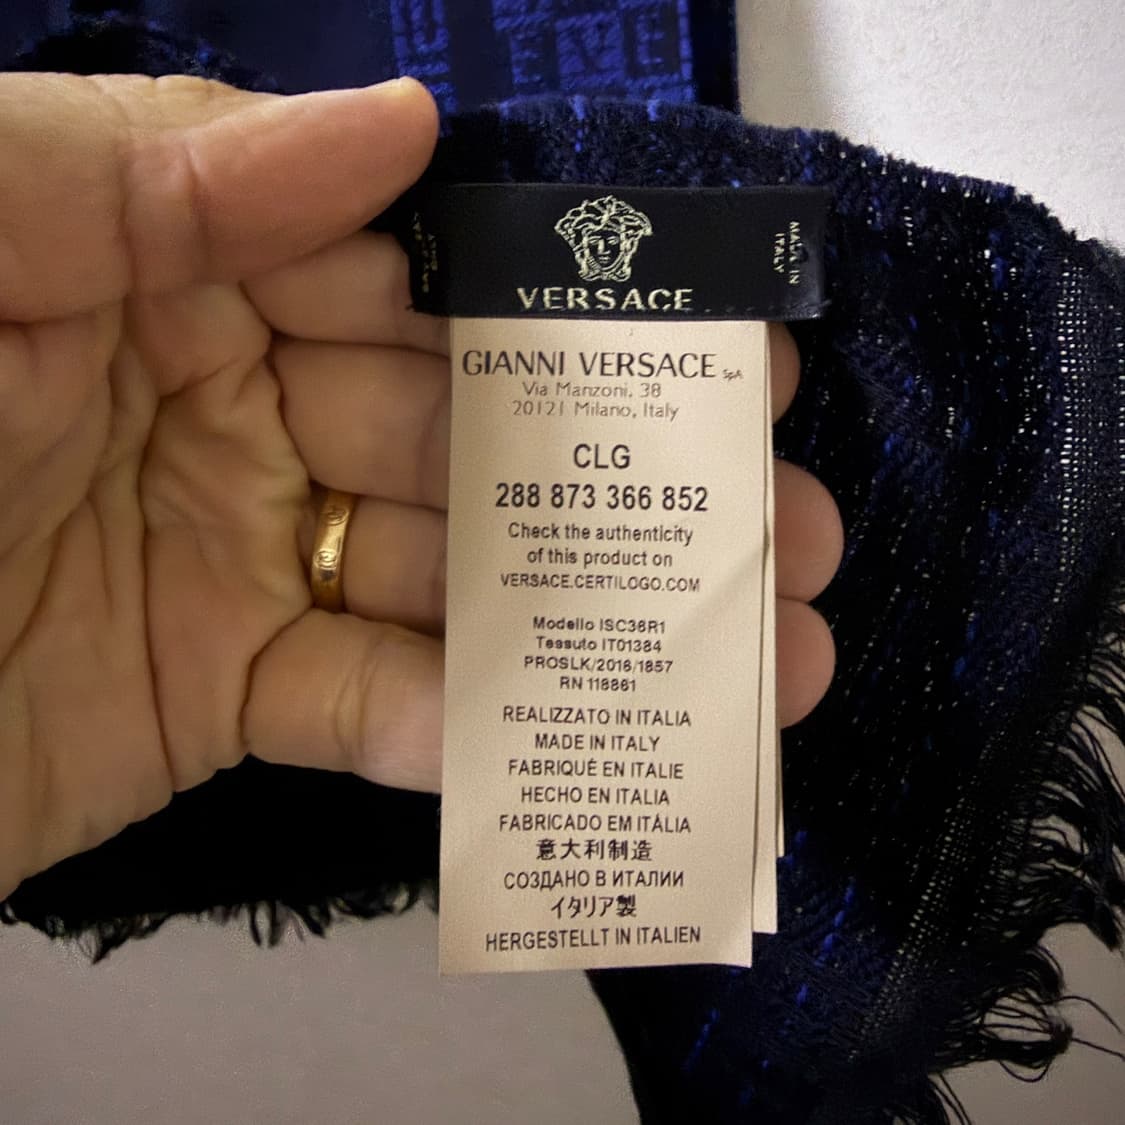 VERSACE
MADE IN
ITALY
GIANNI VERSACE SpA
Via Manzoni, 38
20121 Milano, Italy
CLG
288 873 366 852
Check the authenticity
of this product on
VERSACE.CERTILOGO.COM
Modello ISC38R1
Tessuto IT01384
PROSLK/2016/1857
RN 118861
REALIZZATO IN ITALIA
MADE IN ITALY
FABRIQUÉ EN ITALIE
HECHO EN ITALIA
FABRICADO EM ITÁLIA
意大利制造
СОЗДАНО В ИТАЛИИ
イタリア製
HERGESTELLT IN ITALIEN